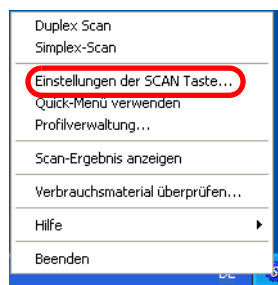 Duplex Scan
Simplex-Scan
Einstellungen der SCAN Taste...
Quick-Menü verwenden
Profilverwaltung...
Scan-Ergebnis anzeigen
Verbrauchsmaterial überprüfen...
Hilfe
Beenden